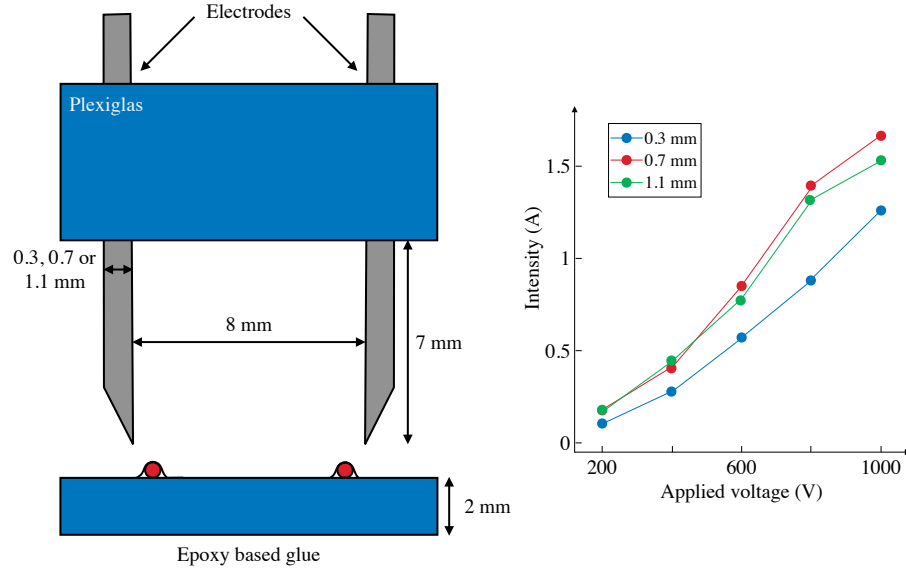 Electrodes
Plexiglas
0.3, 0.7 or
1.1 mm
8 mm
7 mm
2 mm
Epoxy based glue
0.3 mm
0.7 mm
1.1 mm
Intensity (A)
1.5
1
0.5
0
200
600
1000
Applied voltage (V)